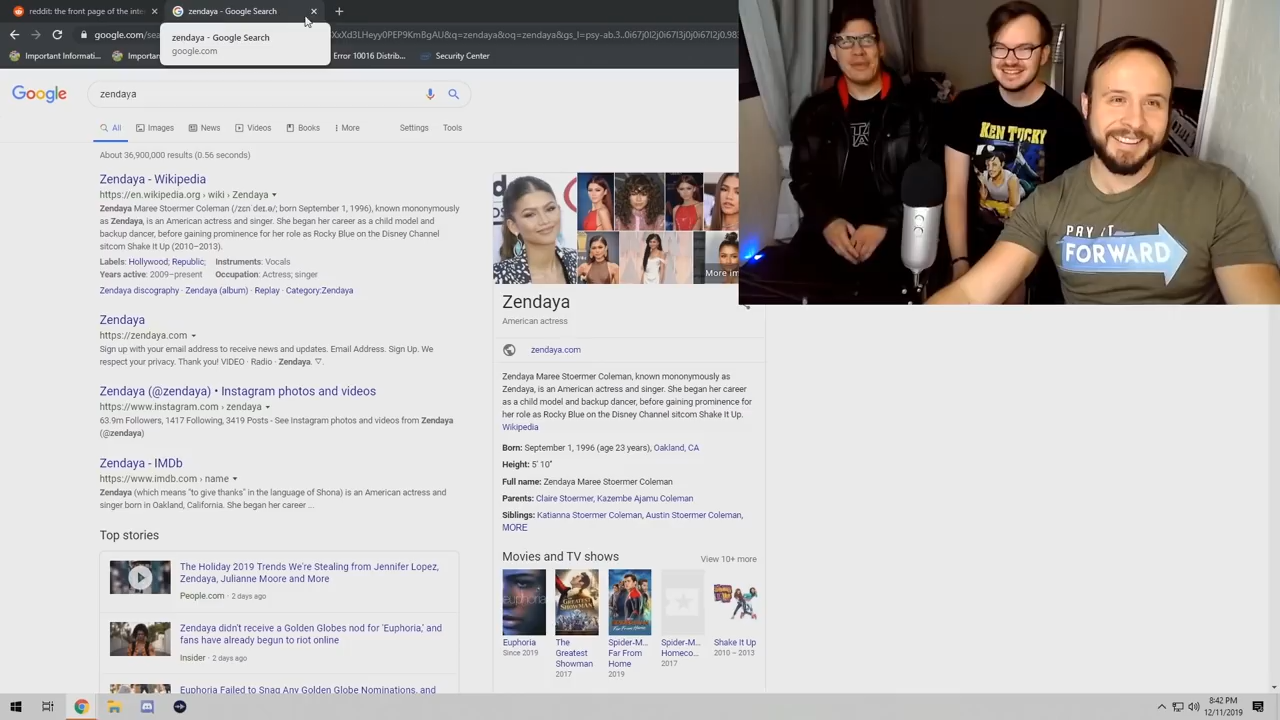 reddit: the front page of the inte
zendaya - Google Search
zendaya - Google Search
google.com
google.com/sea
XxXd3LHeyy0PEP9KmBgAU&q=zendaya&oq=zendaya&gs_l=psy-ab.3
Important Informati...
Error 10016 Distrib...
Security Center
Google
zendaya
All
Images
News
Videos
Books
More
Settings
Tools
About 36,900,000 results (0.56 seconds)
Zendaya - Wikipedia
https://en.wikipedia.org › wiki › Zendaya
Zendaya Maree Stoermer Coleman (/zɛnˈdeɪ.ə/; born September 1, 1996), known mononymously
as Zendaya, is an American actress and singer. She began her career as a child model and
backup dancer, before gaining prominence for her role as Rocky Blue on the Disney Channel
sitcom Shake It Up (2010–2013).
Labels: Hollywood; Republic;
Instruments: Vocals
Years active: 2009–present
Occupation: Actress; singer
Zendaya discography · Zendaya (album) · Replay · Category:Zendaya
Zendaya
https://zendaya.com
Sign up with your email address to receive news and updates. Email Address. Sign Up. We
respect your privacy. Thank you! VIDEO · Radio · Zendaya. ▽.
Zendaya (@zendaya) • Instagram photos and videos
https://www.instagram.com › zendaya
63.9m Followers, 1417 Following, 3419 Posts - See Instagram photos and videos from Zendaya
(@zendaya)
Zendaya - IMDb
https://www.imdb.com › name
Zendaya (which means "to give thanks" in the language of Shona) is an American actress and
singer born in Oakland, California. She began her career ...
Top stories
The Holiday 2019 Trends We're Stealing from Jennifer Lopez,
Zendaya, Julianne Moore and More
People.com · 2 days ago
Zendaya didn't receive a Golden Globes nod for 'Euphoria,' and
fans have already begun to riot online
Insider · 2 days ago
Euphoria Failed to Snag Any Golden Globe Nominations, and
More im
Zendaya
American actress
zendaya.com
Zendaya Maree Stoermer Coleman, known mononymously as
Zendaya, is an American actress and singer. She began her career
as a child model and backup dancer, before gaining prominence for
her role as Rocky Blue on the Disney Channel sitcom Shake It Up.
Wikipedia
Born: September 1, 1996 (age 23 years), Oakland, CA
Height: 5′ 10″
Full name: Zendaya Maree Stoermer Coleman
Parents: Claire Stoermer, Kazembe Ajamu Coleman
Siblings: Katianna Stoermer Coleman, Austin Stoermer Coleman,
MORE
Movies and TV shows
View 10+ more
euphoria
Euphoria
Since 2019
The
Greatest
Showman
2017
Spider-M...
Far From
Home
2019
Spider-M...
Homeco...
2017
Shake It Up
2010 – 2013
KEN TUCKY
PAY IT
FORWARD
8:42 PM
12/11/2019